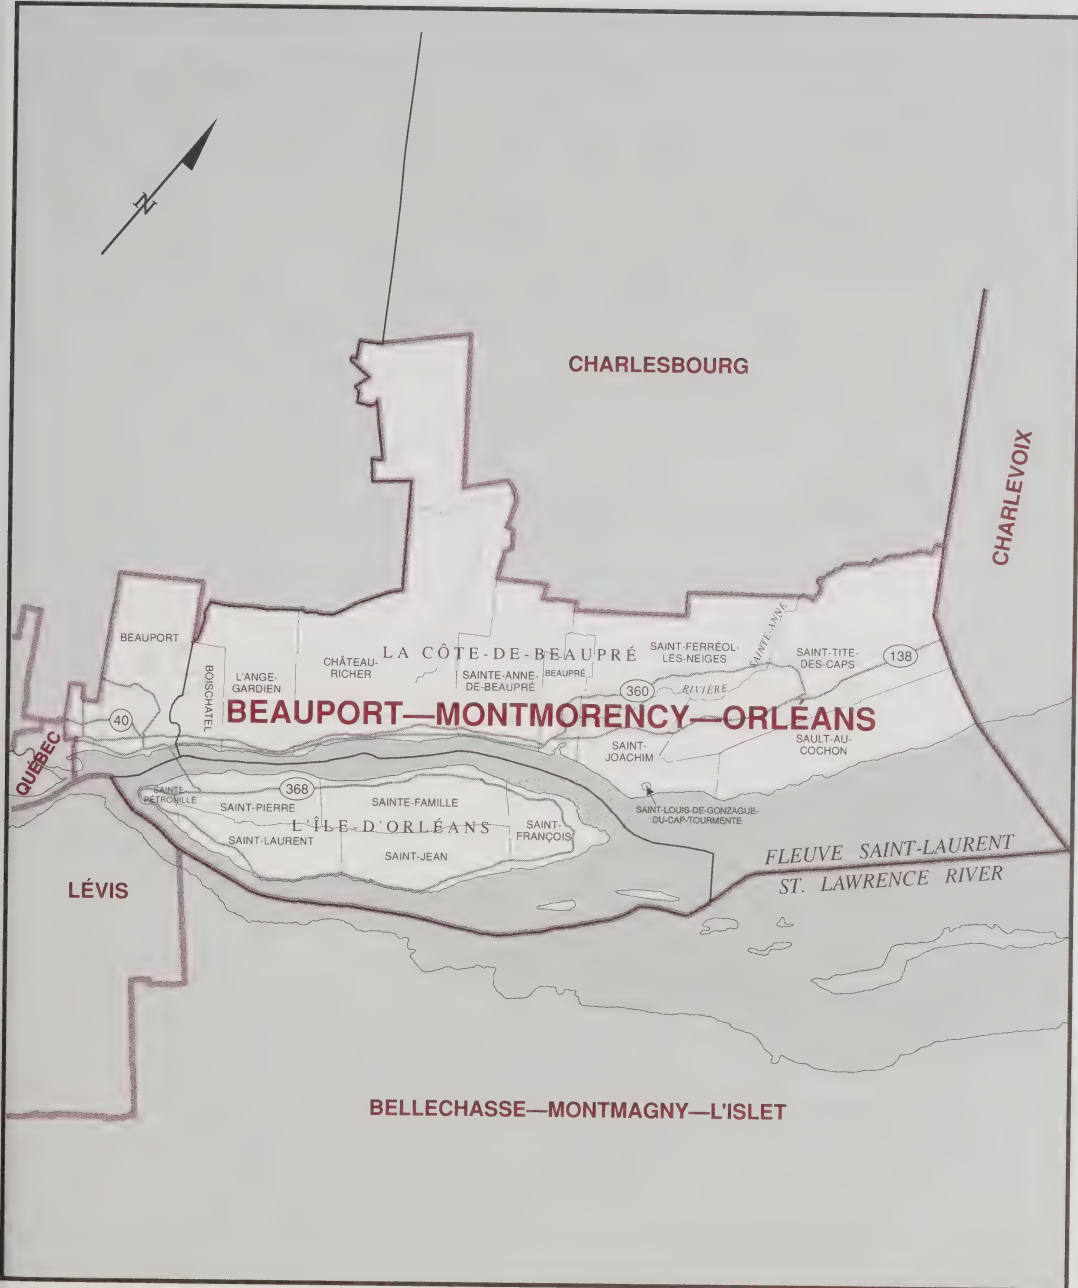 N
CHARLESBOURG
CHARLEVOIX
BEAUPORT
BOISCHATEL
L'ANGE-
GARDIEN
CHÂTEAU-
RICHER
LA CÔTE-DE-BEAUPRÉ
SAINTE-ANNE-
DE-BEAUPRÉ
BEAUPRÉ
SAINT-FERRÉOL-
LES-NEIGES
SAINTE-ANNE
RIVIÈRE
SAINT-TITE-
DES-CAPS
138
360
40
BEAUPORT—MONTMORENCY—ORLÉANS
QUÉBEC
SAINT-
JOACHIM
SAULT-AU-
COCHON
SAINT-LOUIS-DE-GONZAGUE-
DU-CAP-TOURMENTE
SAINTE-
PÉTRONILLE
368
SAINT-PIERRE
SAINTE-FAMILLE
L'ÎLE-D'ORLÉANS
SAINT-
FRANÇOIS
SAINT-LAURENT
SAINT-JEAN
FLEUVE SAINT-LAURENT
ST. LAWRENCE RIVER
LÉVIS
BELLECHASSE—MONTMAGNY—L'ISLET